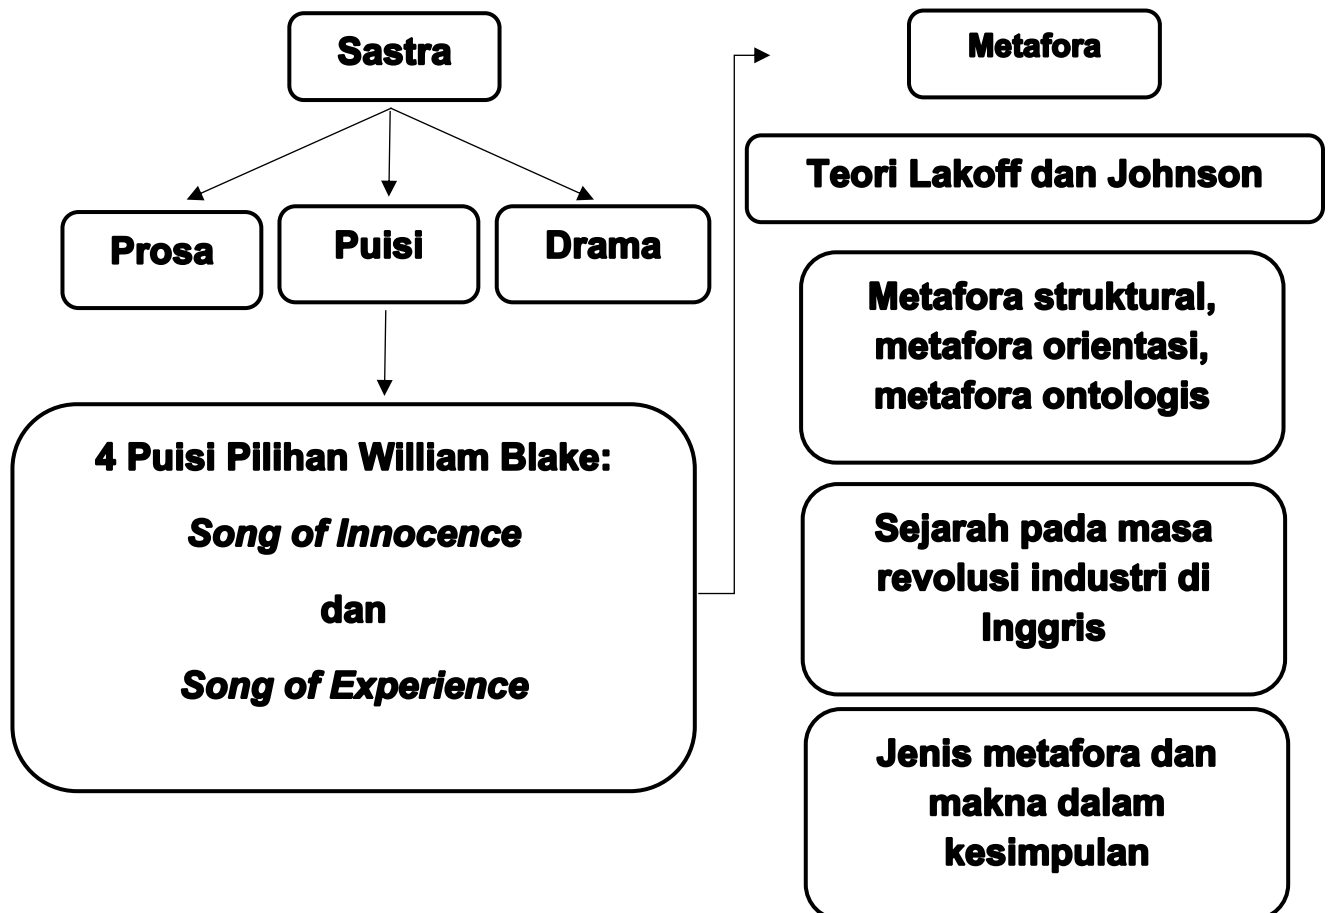 Sastra
Prosa
Puisi
Drama
4 Puisi Pilihan William Blake:
Song of Innocence
dan
Song of Experience
Metafora
Teori Lakoff dan Johnson
Metafora struktural,
metafora orientasi,
metafora ontologis
Sejarah pada masa
revolusi industri di
Inggris
Jenis metafora dan
makna dalam
kesimpulan